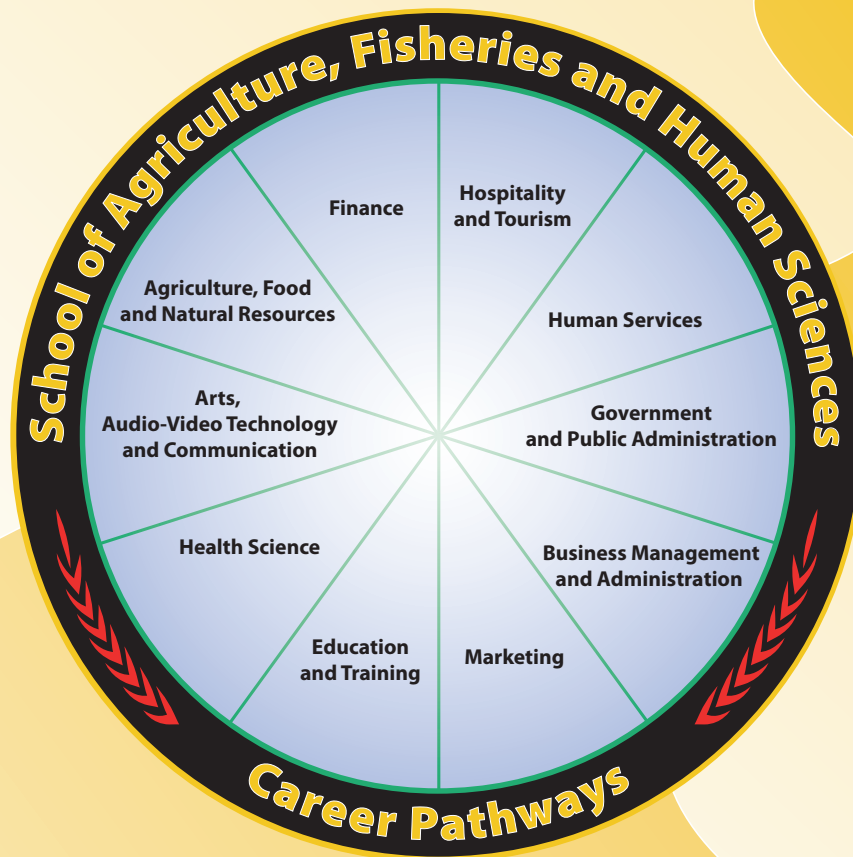 School of Agriculture, Fisheries and Human Sciences
Finance
Hospitality
and Tourism
Agriculture, Food
and Natural Resources
Human Services
Arts,
Audio-Video Technology
and Communication
Government
and Public Administration
Health Science
Business Management
and Administration
Education
and Training
Marketing
Career Pathways